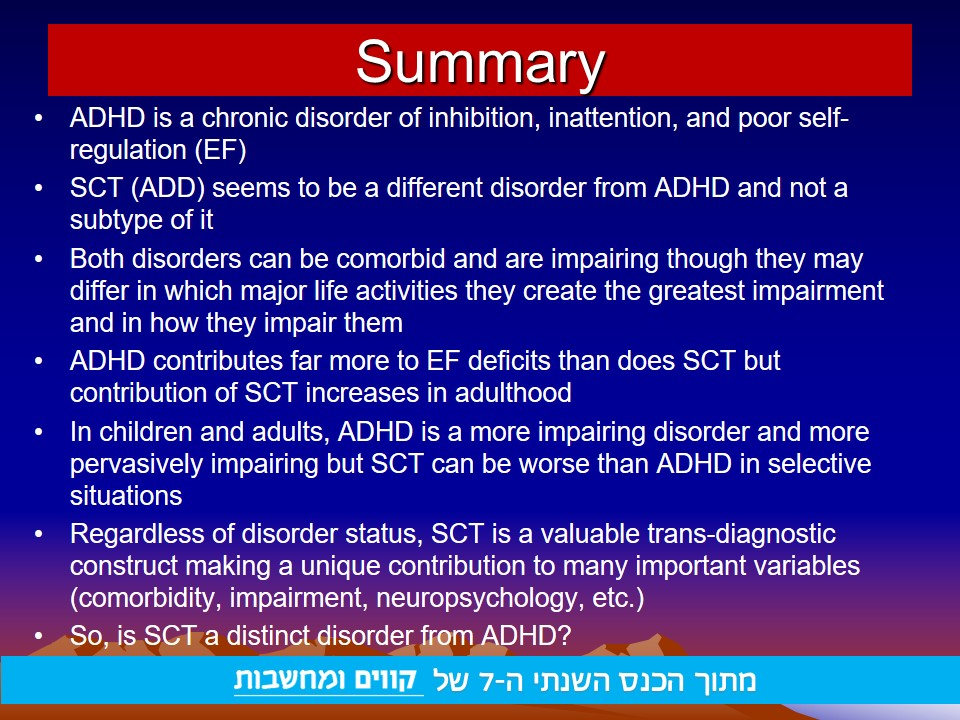 Summary
• ADHD is a chronic disorder of inhibition, inattention, and poor self-
regulation (EF)
• SCT (ADD) seems to be a different disorder from ADHD and not a
subtype of it
• Both disorders can be comorbid and are impairing though they may
differ in which major life activities they create the greatest impairment
and in how they impair them
• ADHD contributes far more to EF deficits than does SCT but
contribution of SCT increases in adulthood
• In children and adults, ADHD is a more impairing disorder and more
pervasively impairing but SCT can be worse than ADHD in selective
situations
• Regardless of disorder status, SCT is a valuable trans-diagnostic
construct making a unique contribution to many important variables
(comorbidity, impairment, neuropsychology, etc.)
• So, is SCT a distinct disorder from ADHD?
מתוך הכנס השנתי ה-7 של קווים ומחשבות